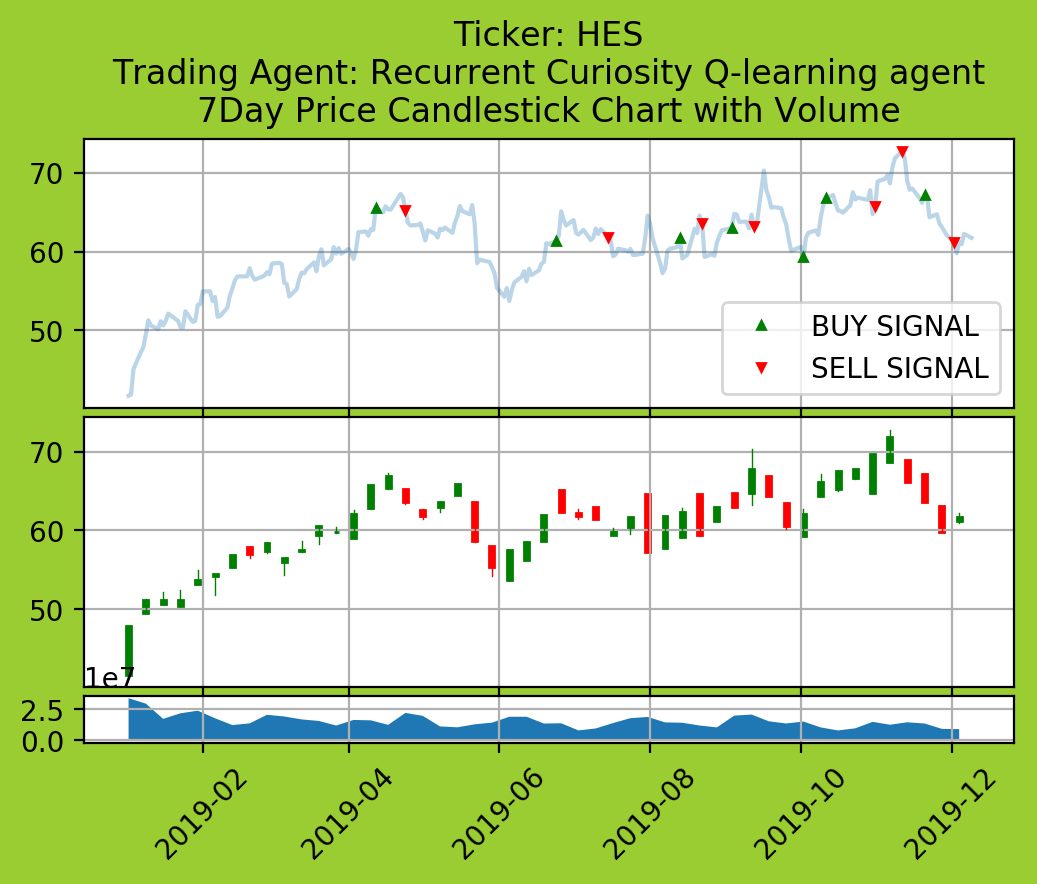 Ticker: HES
Trading Agent: Recurrent Curiosity Q-learning agent
7Day Price Candlestick Chart with Volume
70
60
50
BUY SIGNAL
SELL SIGNAL
70
60
50
1e7
2.5
0.0
2019-02
2019-04
2019-06
2019-08
2019-10
2019-12